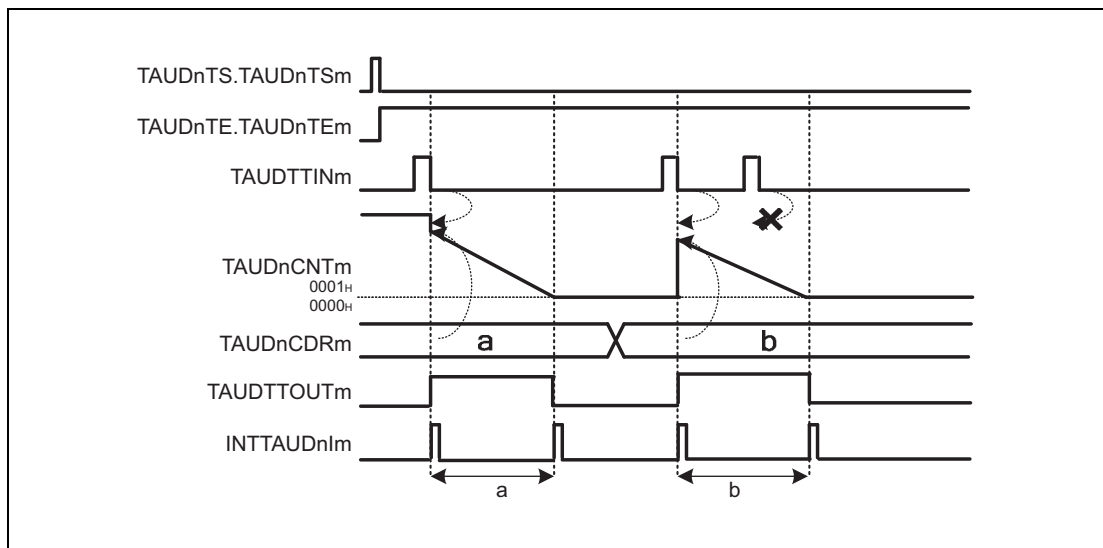 TAUDnTS.TAUDnTSm
TAUDnTE.TAUDnTEm
TAUDTTINm
TAUDnCNTm
0001H
0000H
TAUDnCDRm
a
b
TAUDTTOUTm
INTTAUDnIm
a
b